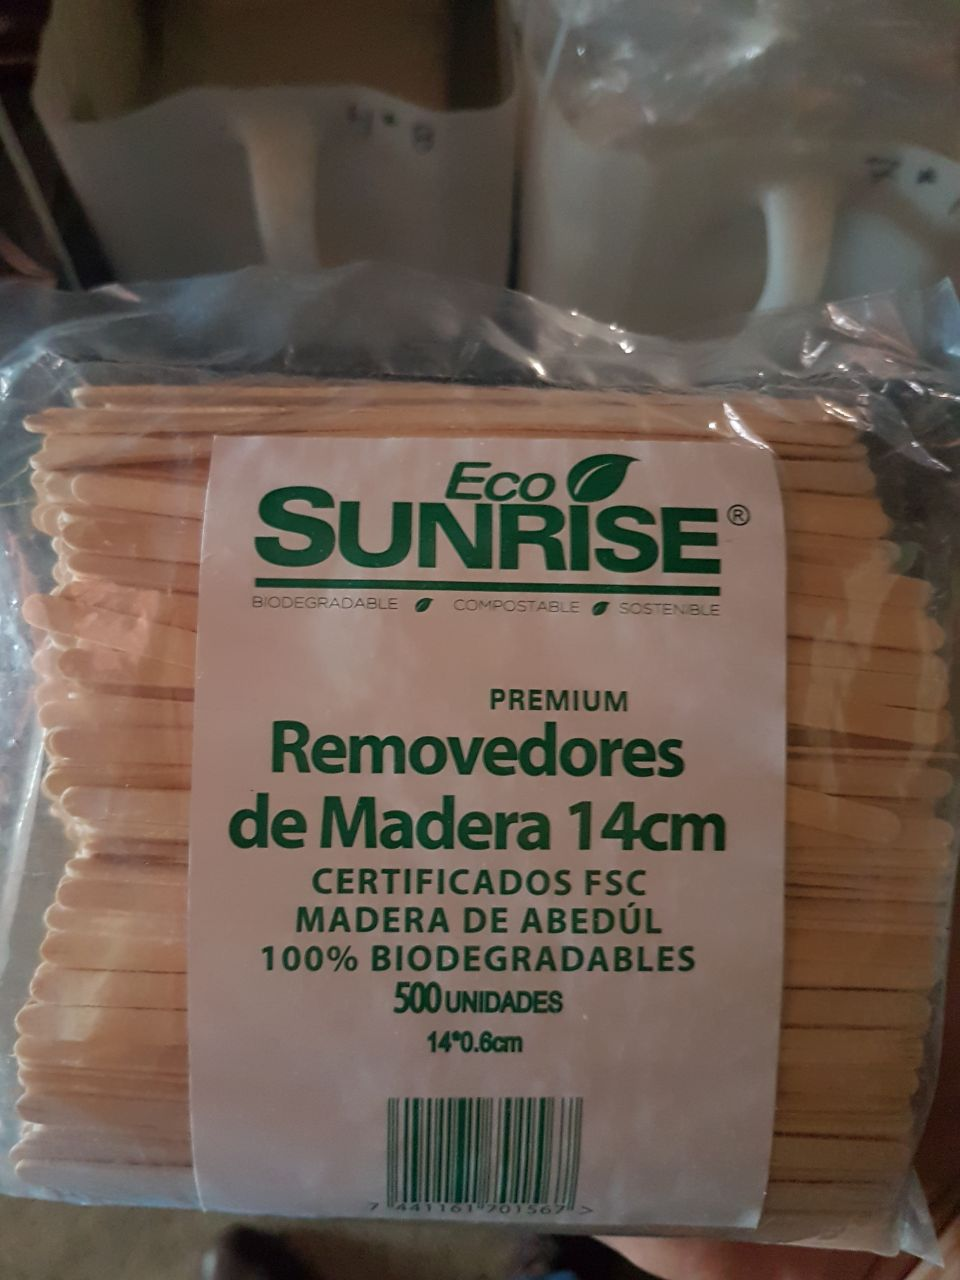 Eco
SUNRISE®
BIODEGRADABLE COMPOSTABLE SOSTENIBLE
PREMIUM
Removedores
de Madera 14cm
CERTIFICADOS FSC
MADERA DE ABEDÚL
100% BIODEGRADABLES
500 UNIDADES
14*0.6cm
7 441161 701567 >